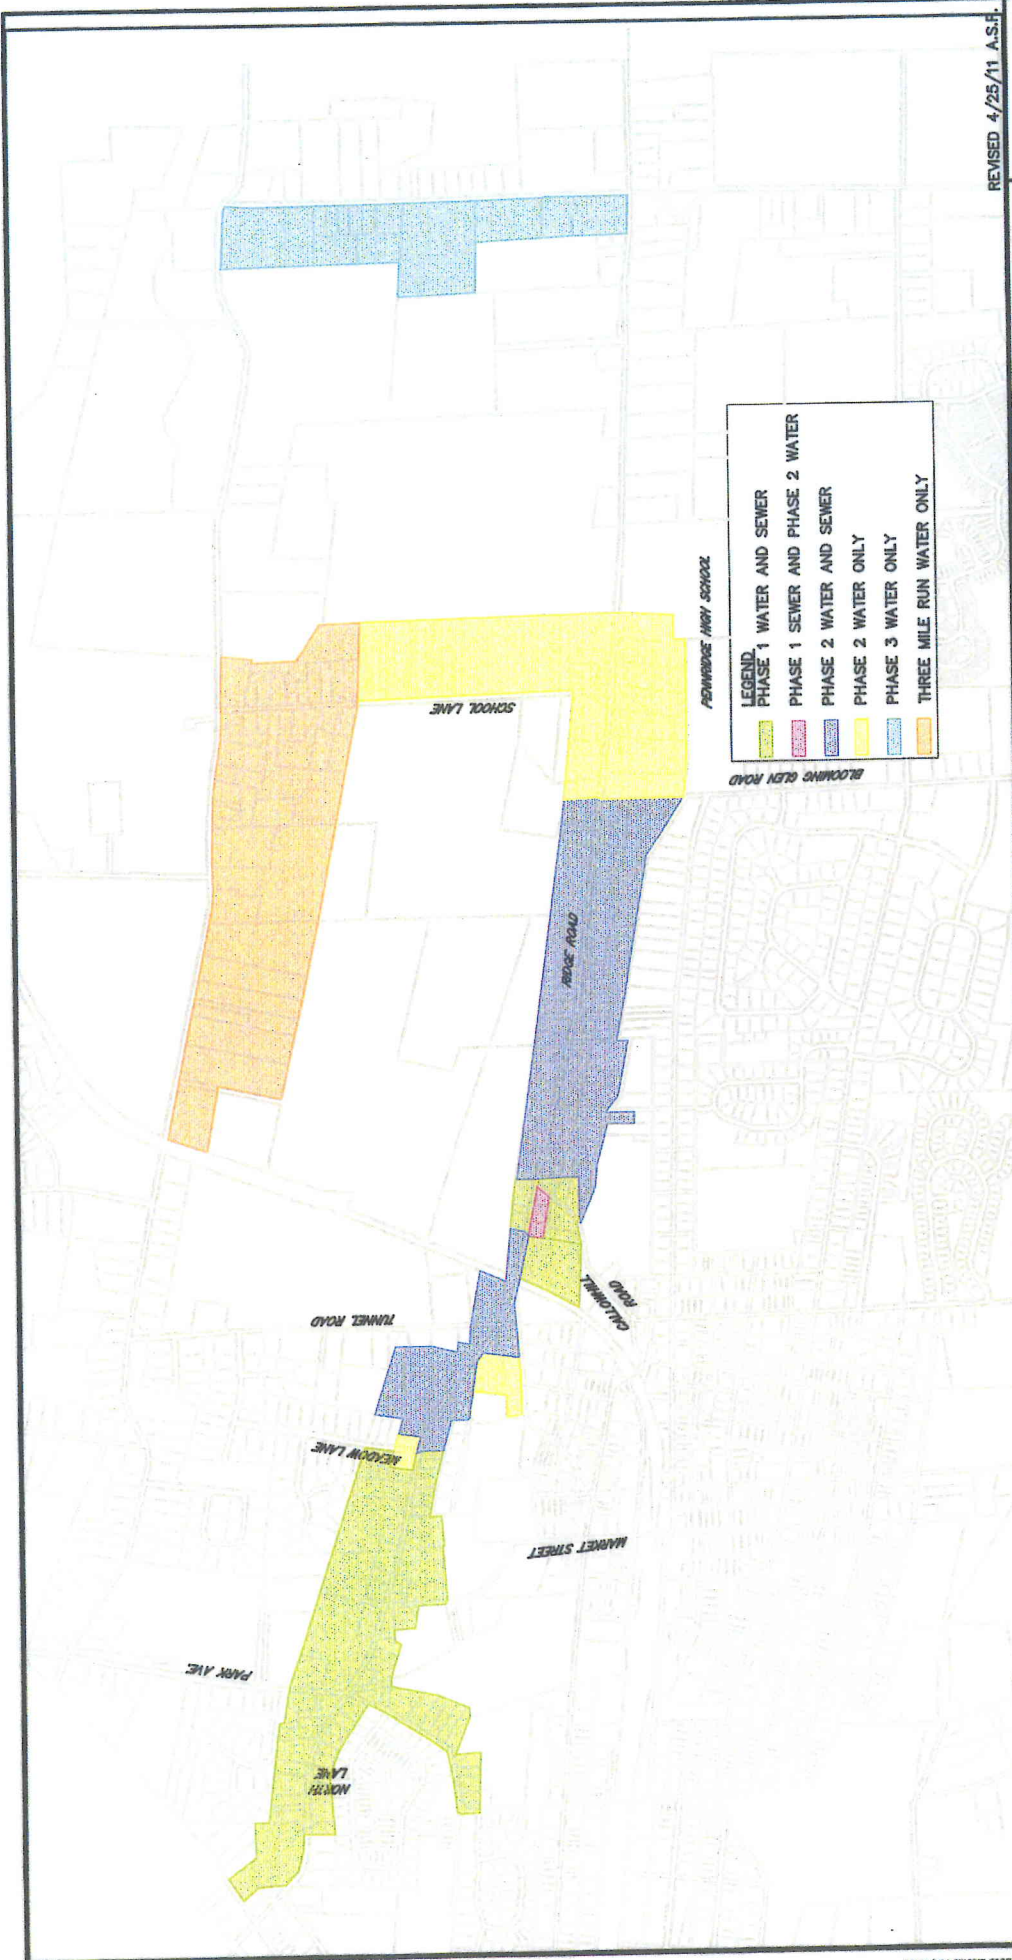 REVISED 4/25/11 A.S.F.
PENNRIDGE HIGH SCHOOL
LEGEND
PHASE 1 WATER AND SEWER
PHASE 1 SEWER AND PHASE 2 WATER
PHASE 2 WATER AND SEWER
PHASE 2 WATER ONLY
PHASE 3 WATER ONLY
THREE MILE RUN WATER ONLY
SCHOOL LANE
BLOOMING GLEN ROAD
RIDGE ROAD
CALLOWHILL
ROAD
TUNNEL ROAD
MEADOW LANE
MARKET STREET
PARK AVE.
NORTH
LANE